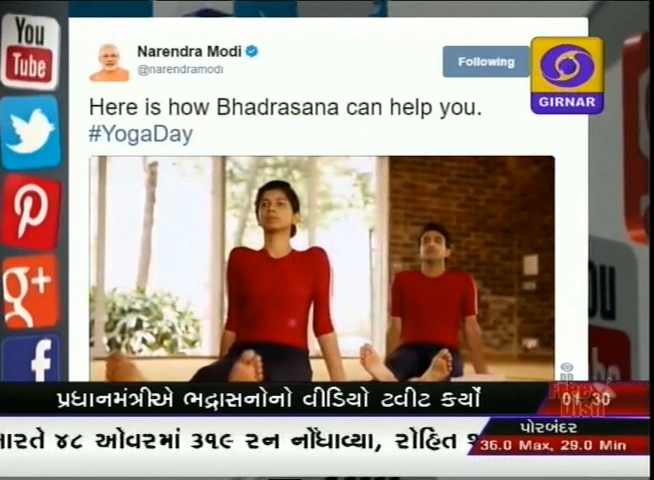 You
Tube
Narendra Modi
@narendramodi
Following
GIRNAR
Here is how Bhadrasana can help you.
#YogaDay
g+
f
પ્રધાનમંત્રીએ ભદ્રાસનોનો વીડિયો ટ્વીટ કર્યો
01 30
પોરબંદર
ભારતે ૪૮ ઓવરમાં ૩૧૯ રન નોંધાવ્યા, રોહિત
36.0 Max, 29.0 Min